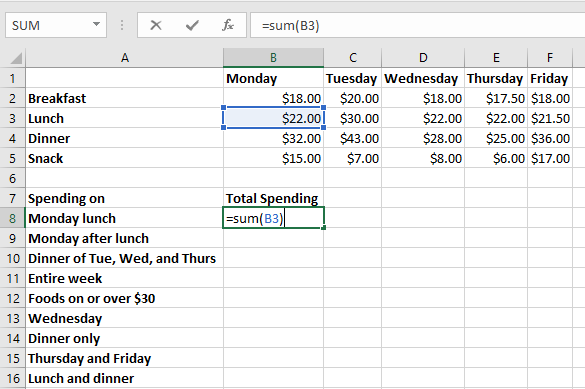 SUM fx =sum(B3)
A B C D E F
1 Monday Tuesday Wednesday Thursday Friday
2 Breakfast $18.00 $20.00 $18.00 $17.50 $18.00
3 Lunch $22.00 $30.00 $22.00 $22.00 $21.50
4 Dinner $32.00 $43.00 $28.00 $25.00 $36.00
5 Snack $15.00 $7.00 $8.00 $6.00 $17.00
6
7 Spending on Total Spending
8 Monday lunch =sum(B3)
9 Monday after lunch
10 Dinner of Tue, Wed, and Thurs
11 Entire week
12 Foods on or over $30
13 Wednesday
14 Dinner only
15 Thursday and Friday
16 Lunch and dinner